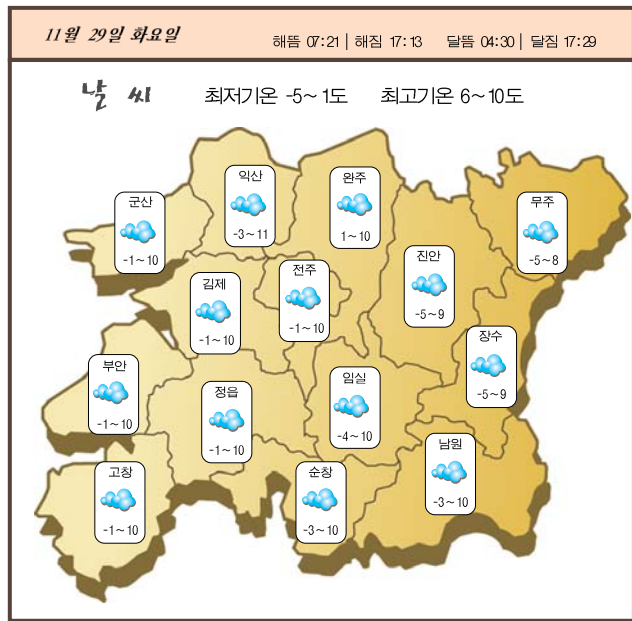 11월 29일 화요일
해뜸 07:21 | 해짐 17:13 달뜸 04:30 | 달짐 17:29
날 씨 최저기온 -5~1도 최고기온 6~10도
군산
-1~10
익산
-3~11
완주
1~10
무주
-5~8
김제
-1~10
전주
-1~10
진안
-5~9
장수
-5~9
부안
-1~10
정읍
-1~10
임실
-4~10
남원
-3~10
고창
-1~10
순창
-3~10